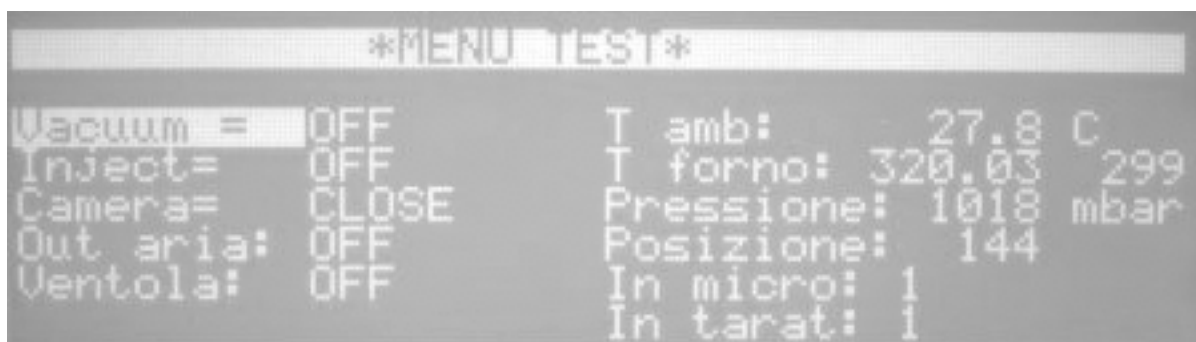 *MENU TEST*
Vacuum = OFF T amb: 27.8 C
Inject= OFF T forno: 320.03 299
Camera= CLOSE Pressione: 1018 mbar
Out aria: OFF Posizione: 144
Ventola: OFF In micro: 1
In tarat: 1